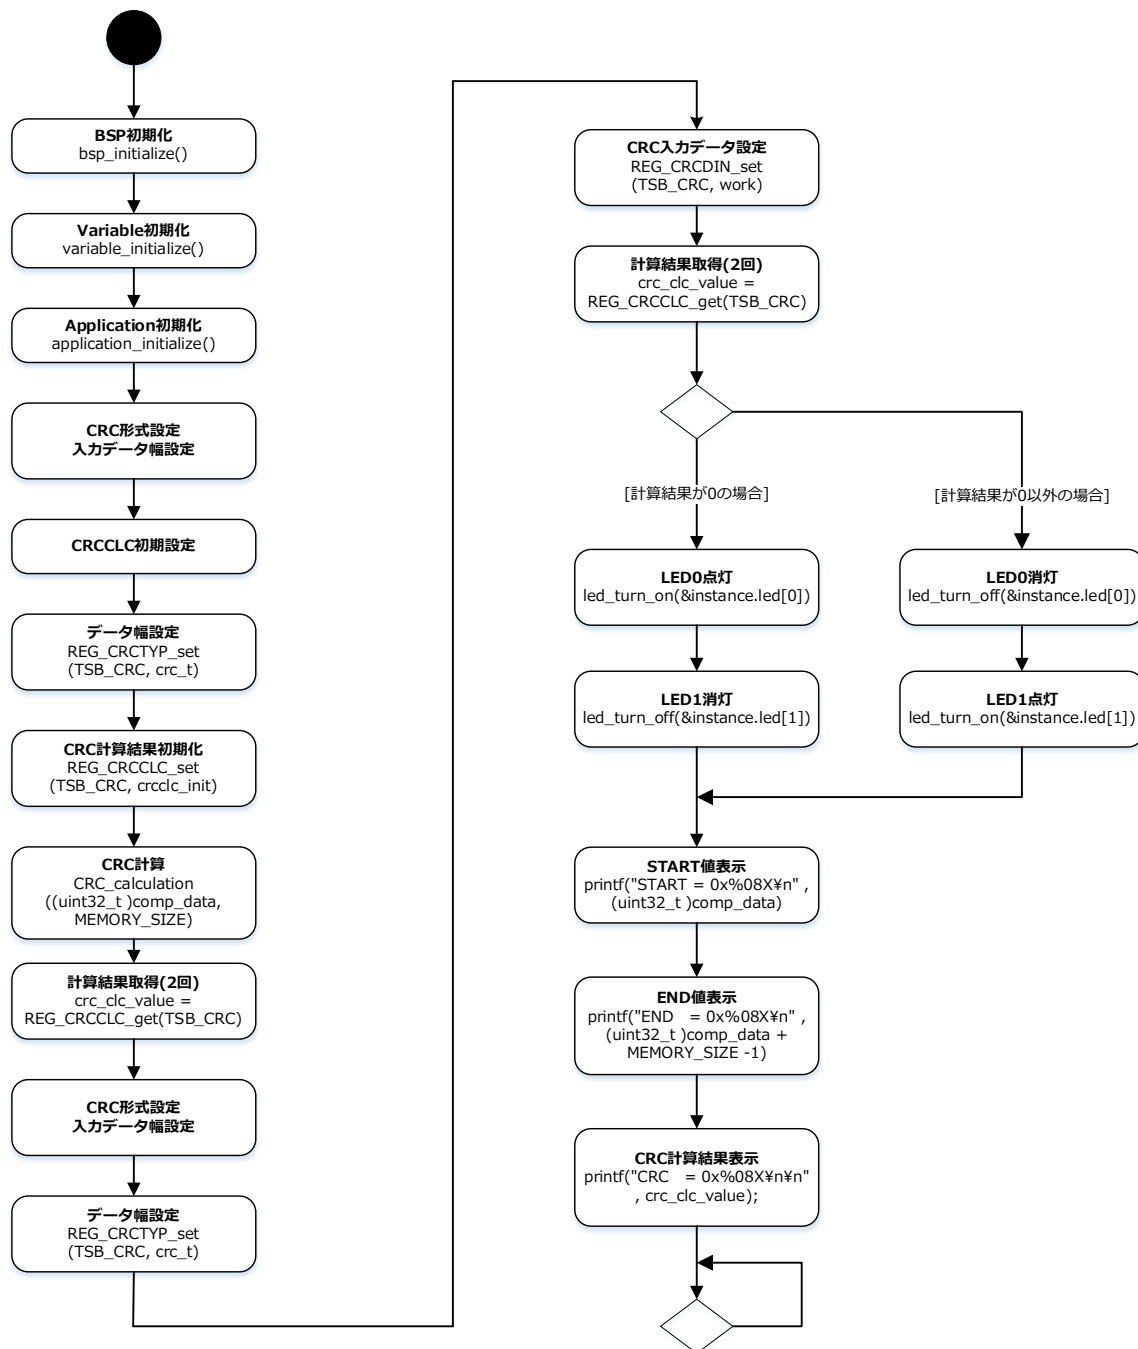 BSP初期化
bsp_initialize()
Variable初期化
variable_initialize()
Application初期化
application_initialize()
CRC形式設定
入力データ幅設定
CRCCLC初期設定
データ幅設定
REG_CRCTYP_set
(TSB_CRC, crc_t)
CRC計算結果初期化
REG_CRCCLC_set
(TSB_CRC, crcclc_init)
CRC計算
CRC_calculation
((uint32_t )comp_data,
MEMORY_SIZE)
計算結果取得(2回)
crc_clc_value =
REG_CRCCLC_get(TSB_CRC)
CRC形式設定
入力データ幅設定
データ幅設定
REG_CRCTYP_set
(TSB_CRC, crc_t)
CRC入力データ設定
REG_CRCDIN_set
(TSB_CRC, work)
計算結果取得(2回)
crc_clc_value =
REG_CRCCLC_get(TSB_CRC)
[計算結果が0の場合]
[計算結果が0以外の場合]
LED0点灯
led_turn_on(&instance.led[0])
LED0消灯
led_turn_off(&instance.led[0])
LED1消灯
led_turn_off(&instance.led[1])
LED1点灯
led_turn_on(&instance.led[1])
START値表示
printf("START = 0x%08X¥n" ,
(uint32_t )comp_data)
END値表示
printf("END   = 0x%08X¥n" ,
(uint32_t )comp_data +
MEMORY_SIZE -1)
CRC計算結果表示
printf("CRC   = 0x%08X¥n¥n"
, crc_clc_value);